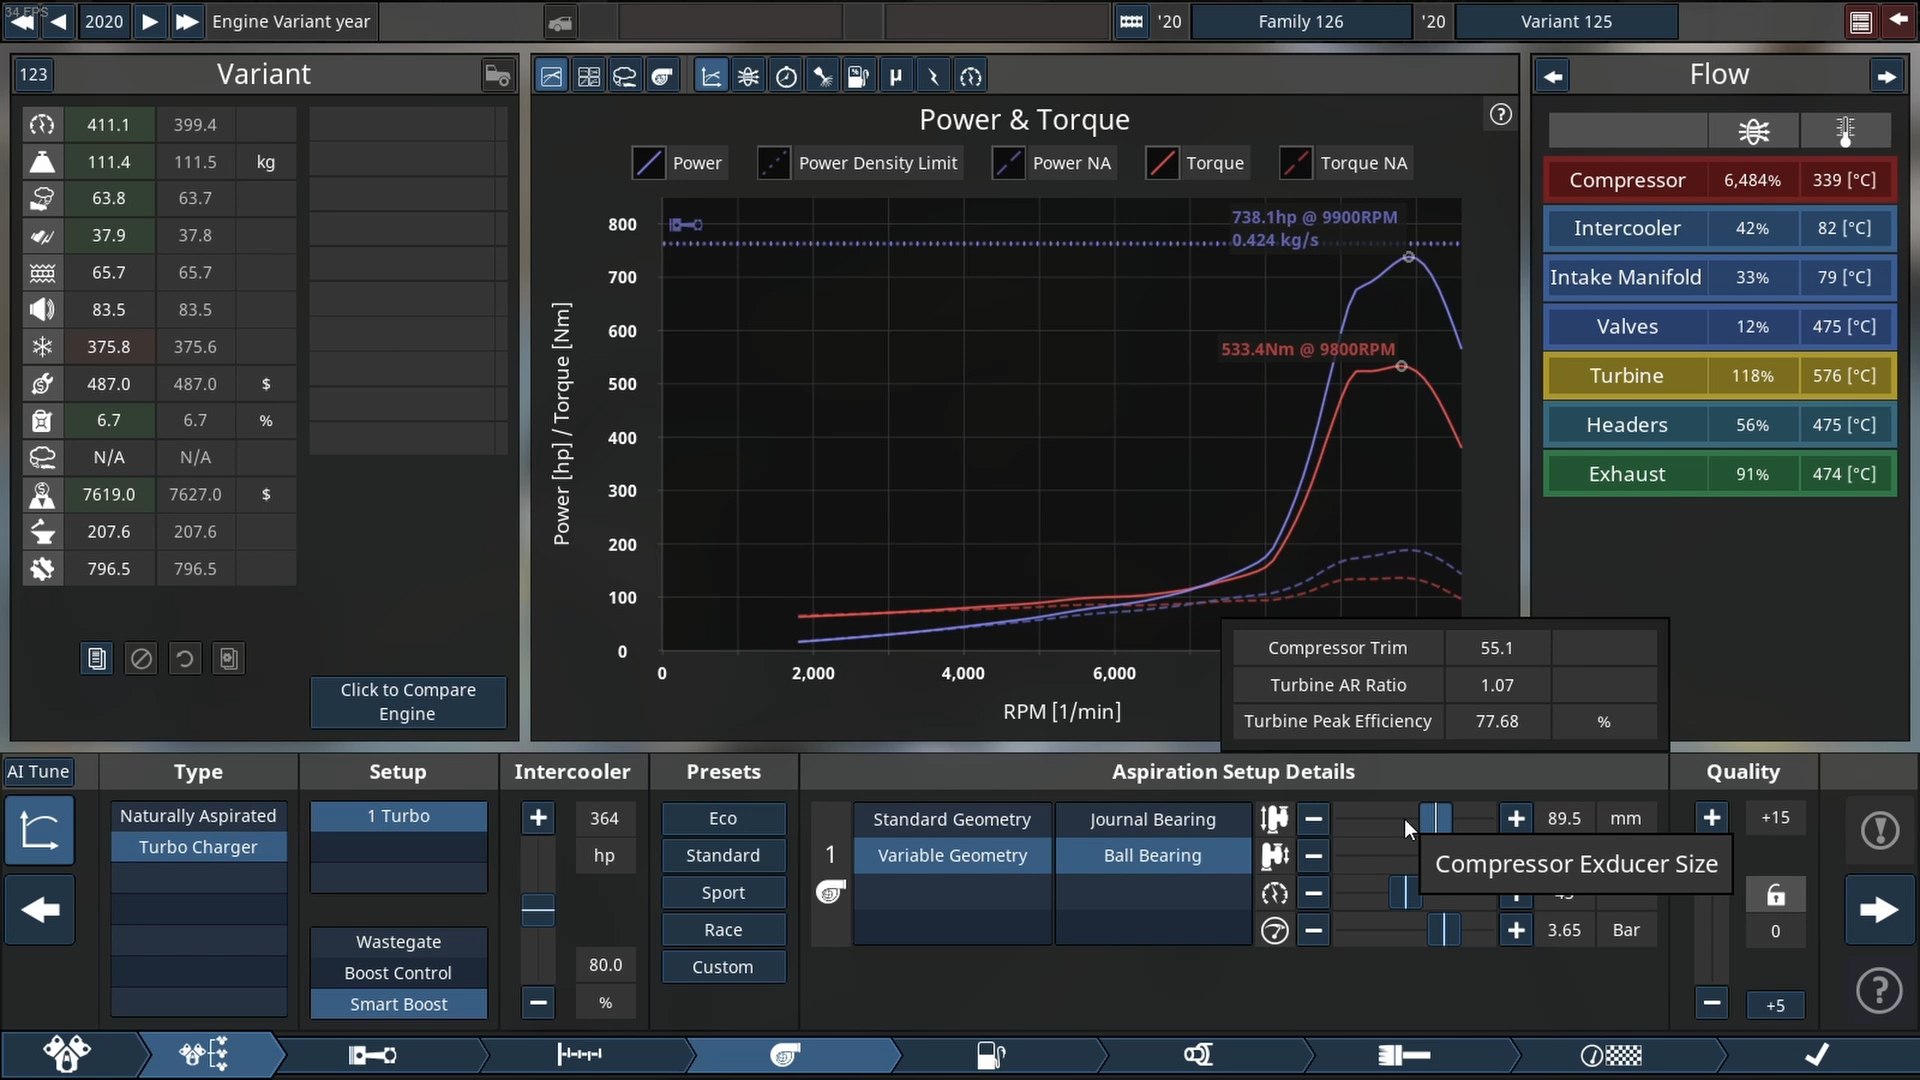 34 FPS
2020
Engine Variant year
'20
Family 126
'20
Variant 125
123
Variant
411.1 399.4
111.4 111.5 kg
63.8 63.7
37.9 37.8
65.7 65.7
83.5 83.5
375.8 375.6
487.0 487.0 $
6.7 6.7 %
N/A N/A
7619.0 7627.0 $
207.6 207.6
796.5 796.5
Click to Compare
Engine
μ
Power & Torque
?
Power
Power Density Limit
Power NA
Torque
Torque NA
Power [hp] / Torque [Nm]
800
700
600
500
400
300
200
100
0
738.1hp @ 9900RPM
0.424 kg/s
533.4Nm @ 9800RPM
0 2,000 4,000 6,000
RPM [1/min]
Compressor Trim 55.1
Turbine AR Ratio 1.07
Turbine Peak Efficiency 77.68 %
Flow
Compressor 6,484% 339 [°C]
Intercooler 42% 82 [°C]
Intake Manifold 33% 79 [°C]
Valves 12% 475 [°C]
Turbine 118% 576 [°C]
Headers 56% 475 [°C]
Exhaust 91% 474 [°C]
AI Tune
Type
Naturally Aspirated
Turbo Charger
Setup
1 Turbo
Wastegate
Boost Control
Smart Boost
Intercooler
364
hp
80.0
%
Presets
Eco
Standard
Sport
Race
Custom
Aspiration Setup Details
1
Standard Geometry
Variable Geometry
Journal Bearing
Ball Bearing
89.5 mm
Compressor Exducer Size
3.65 Bar
Quality
+15
0
+5
?